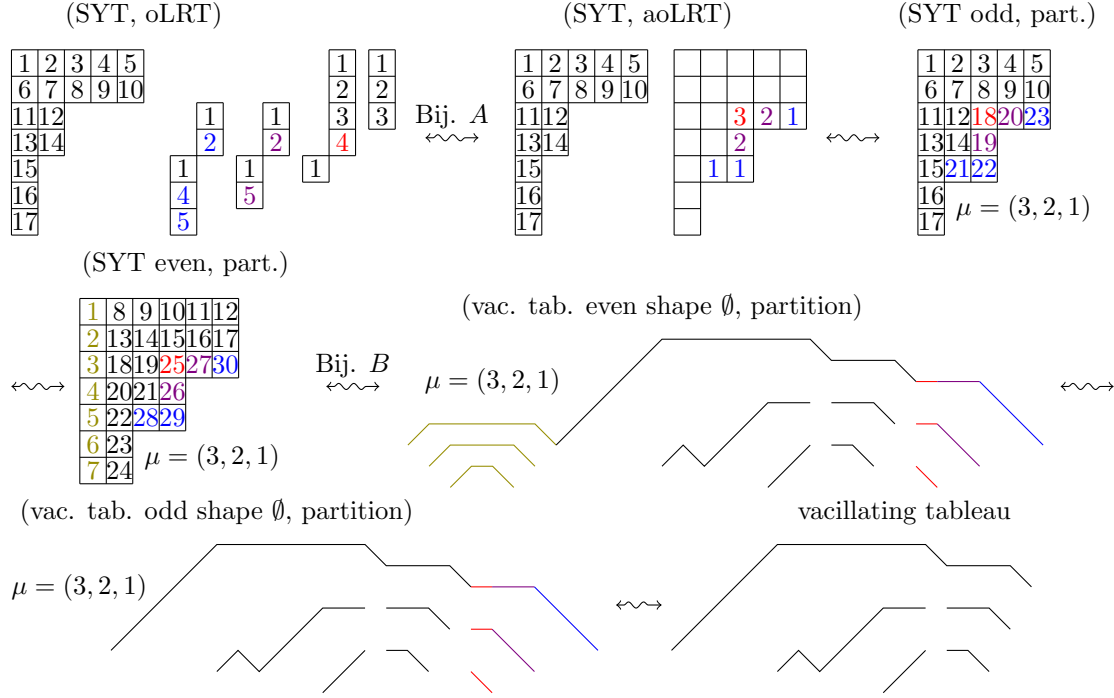 (SYT, oLRT) (SYT, aoLRT) (SYT odd, part.)
1 2 3 4 5 1 1 1 2 3 4 5 1 2 3 4 5
6 7 8 9 10 2 2 6 7 8 9 10 6 7 8 9 10
11 12 1 1 3 3 Bij. A 11 12 3 2 1 11 12 18 20 23
13 14 2 2 4 13 14 2 13 14 19
15 1 1 1 15 1 1 15 21 22
16 4 5 16 16 μ = (3, 2, 1)
17 5 17 17
(SYT even, part.)
1 8 9 10 11 12 (vac. tab. even shape ∅, partition)
2 13 14 15 16 17
3 18 19 25 27 30 Bij. B
4 20 21 26 μ = (3, 2, 1)
5 22 28 29
6 23 μ = (3, 2, 1)
7 24
(vac. tab. odd shape ∅, partition) vacillating tableau
μ = (3, 2, 1)